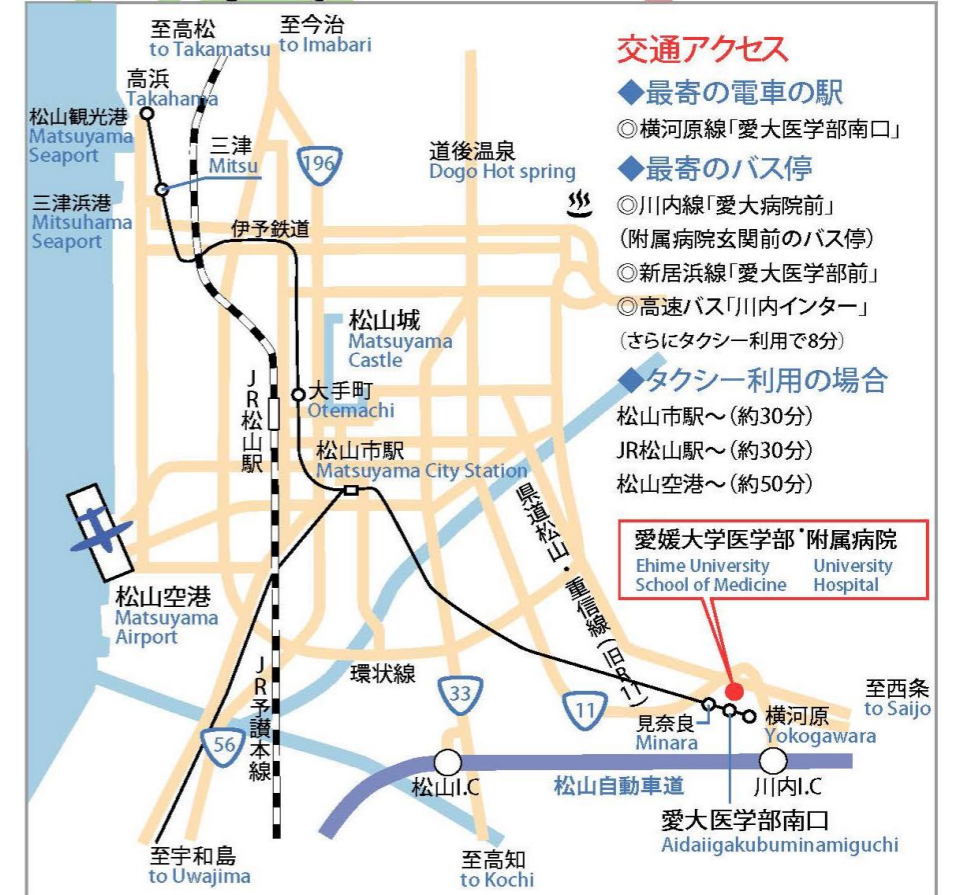 至高松
to Takamatsu
至今治
to Imabari
高浜
Takahama
松山観光港
Matsuyama
Seaport
三津
Mitsu
196
三津浜港
Mitsuhama
Seaport
伊予鉄道
道後温泉
Dogo Hot spring
松山城
Matsuyama
Castle
JR松山駅
大手町
Otemachi
松山市駅
Matsuyama City Station
松山空港
Matsuyama
Airport
県道松山・重信線(旧R11)
環状線
JR予讃本線
56
33
11
見奈良
Minara
横河原
Yokogawara
至西条
to Saijo
松山I.C
松山自動車道
川内I.C
愛大医学部南口
Aidaiigakubuminamiguchi
至宇和島
to Uwajima
至高知
to Kochi
交通アクセス
◆最寄の電車の駅
◎横河原線「愛大医学部南口」
◆最寄のバス停
◎川内線「愛大病院前」
(附属病院玄関前のバス停)
◎新居浜線「愛大医学部前」
◎高速バス「川内インター」
(さらにタクシー利用で8分)
◆タクシー利用の場合
松山市駅～(約30分)
JR松山駅～(約30分)
松山空港～(約50分)
愛媛大学医学部・附属病院
Ehime University University
School of Medicine Hospital